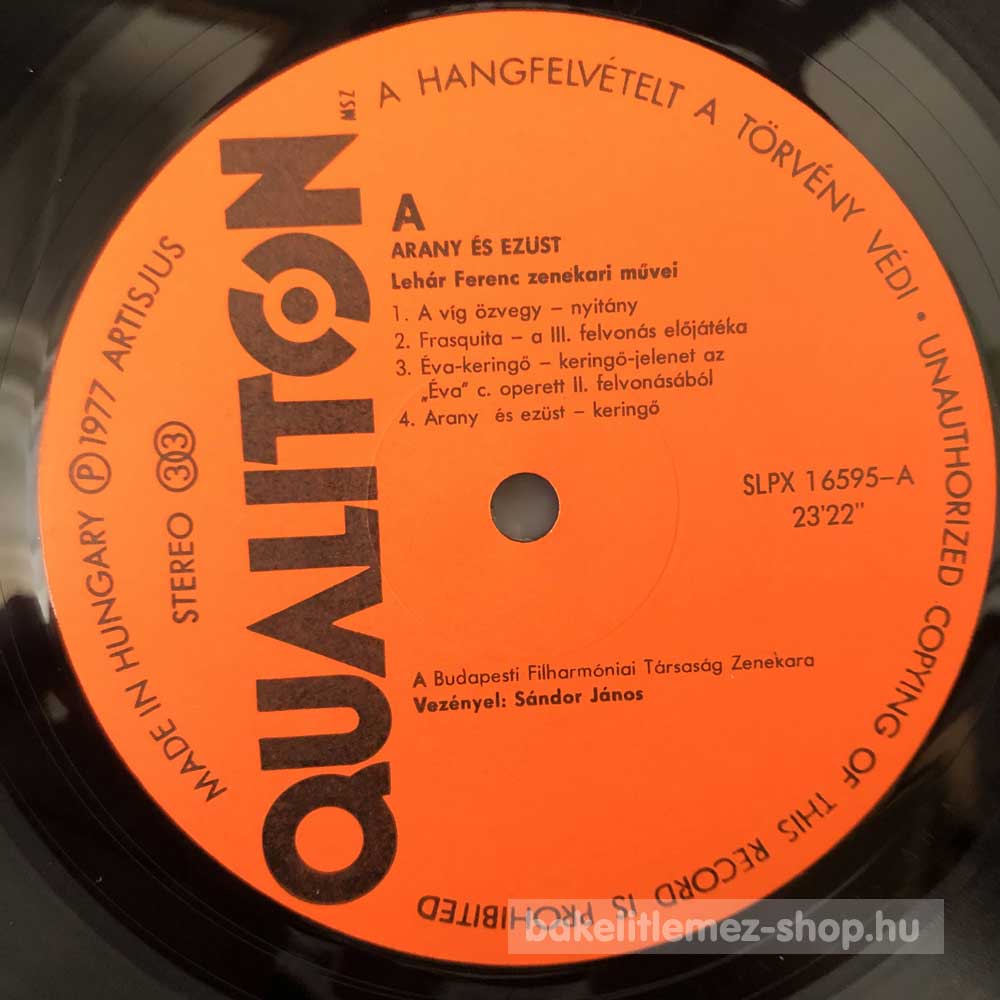 A HANGFELVÉTELT A TÖRVÉNY VÉDI • UNAUTHORIZED COPYING OF THIS RECORD IS PROHIBITED
MADE IN HUNGARY Ⓟ 1977 ARTISJUS
STEREO 33
QUALITON
MSZ
A
ARANY ÉS EZÜST
Lehár Ferenc zenekari művei
1. A víg özvegy – nyitány
2. Frasquita – a III. felvonás előjátéka
3. Éva-keringő – keringő-jelenet az
„Éva” c. operett II. felvonásából
4. Arany és ezüst – keringő
SLPX 16595–A
23'22"
A Budapesti Filharmóniai Társaság Zenekara
Vezényel: Sándor János
bakelitlemez-shop.hu